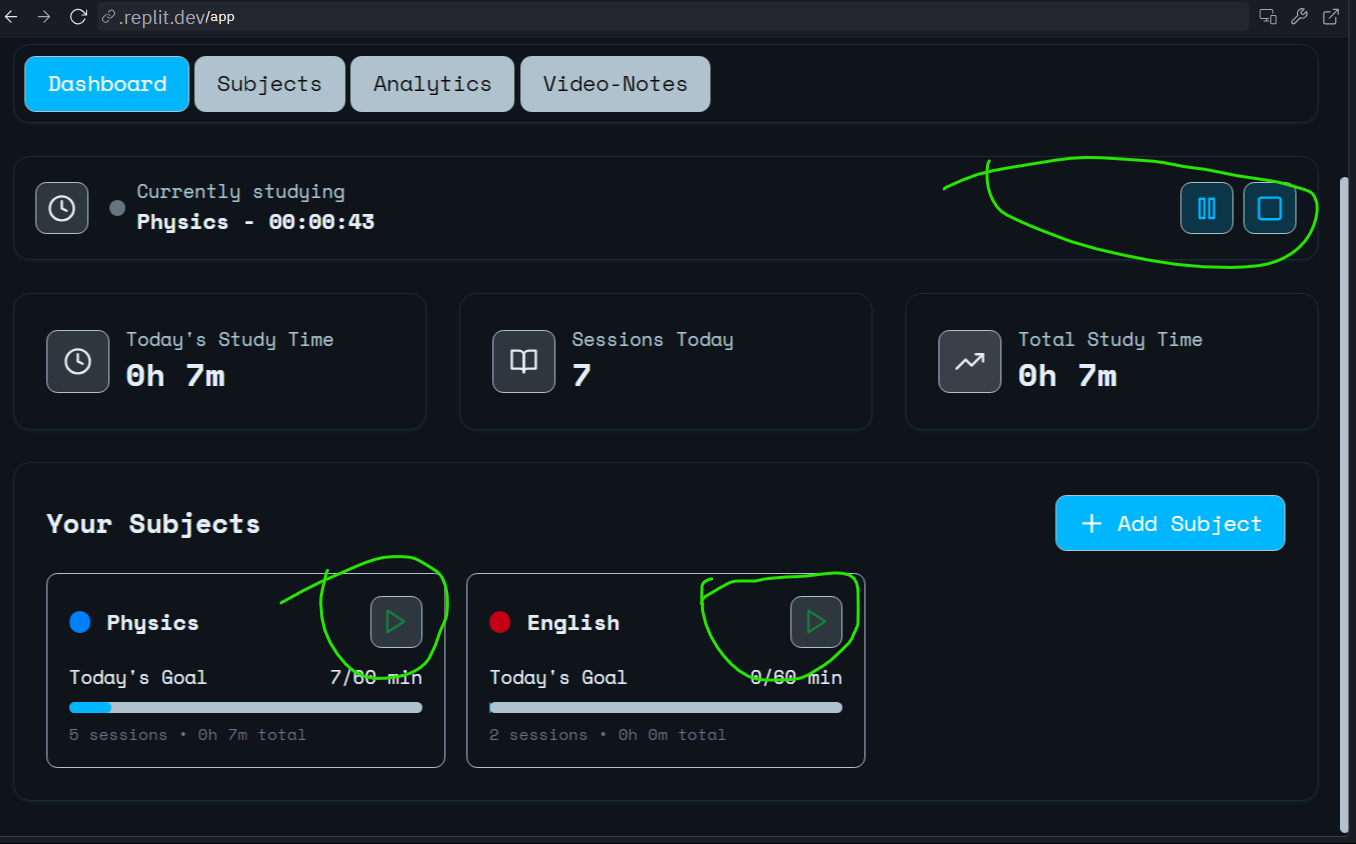 .replit.dev/app
Dashboard Subjects Analytics Video-Notes
Currently studying
Physics - 00:00:43
Today's Study Time
0h 7m
Sessions Today
7
Total Study Time
0h 7m
Your Subjects
+ Add Subject
Physics
Today's Goal 7/60 min
5 sessions • 0h 7m total
English
Today's Goal 0/60 min
2 sessions • 0h 0m total